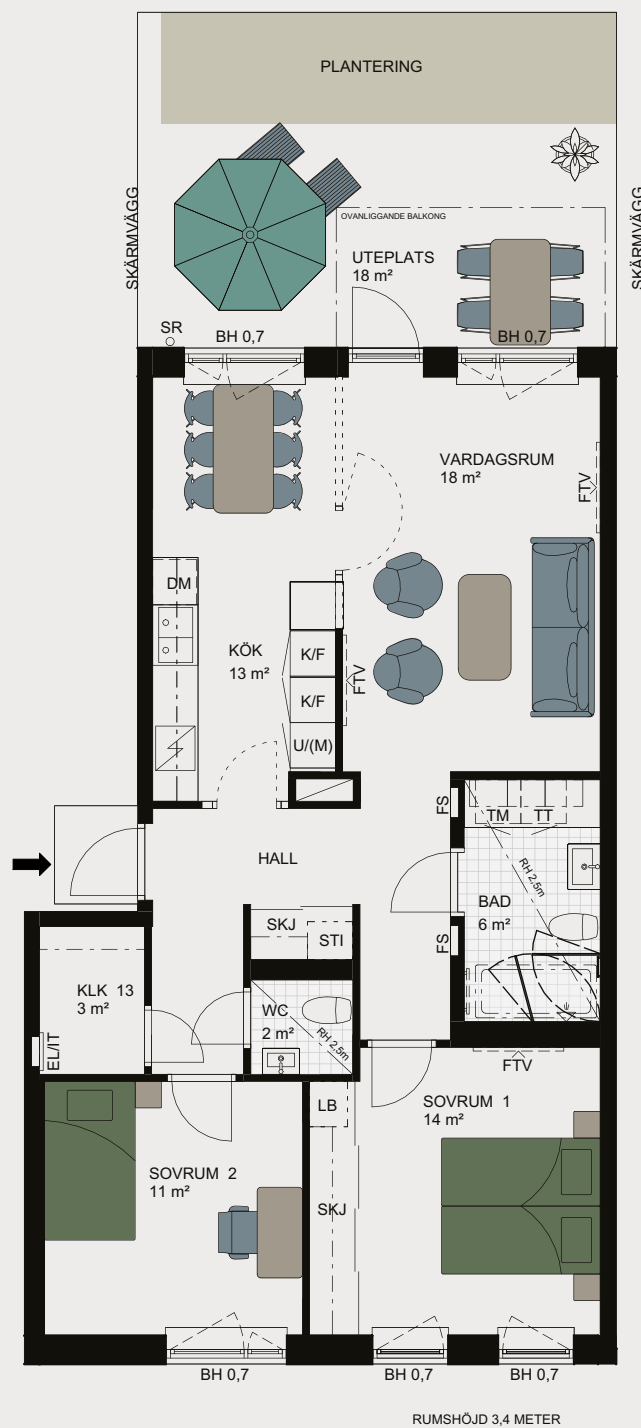 PLANTERING
SKÄRMVÄGG
SKÄRMVÄGG
OVANLIGGANDE BALKONG
UTEPLATS
18 m²
SR
BH 0,7
BH 0,7
VARDAGSRUM
18 m²
FTV
DM
KÖK
13 m²
K/F
K/F
U/(M)
FTV
HALL
FS
TM
TT
RH 2,5m
BAD
6 m²
FS
SKJ
STI
KLK 13
3 m²
EL/IT
WC
2 m²
RH 2,5m
FTV
SOVRUM 1
14 m²
LB
SOVRUM 2
11 m²
SKJ
BH 0,7
BH 0,7
BH 0,7
RUMSHÖJD 3,4 METER